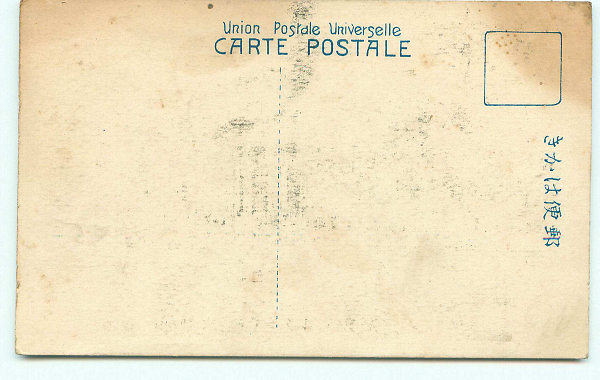 Union Postale Universelle
CARTE POSTALE
きかは便郵